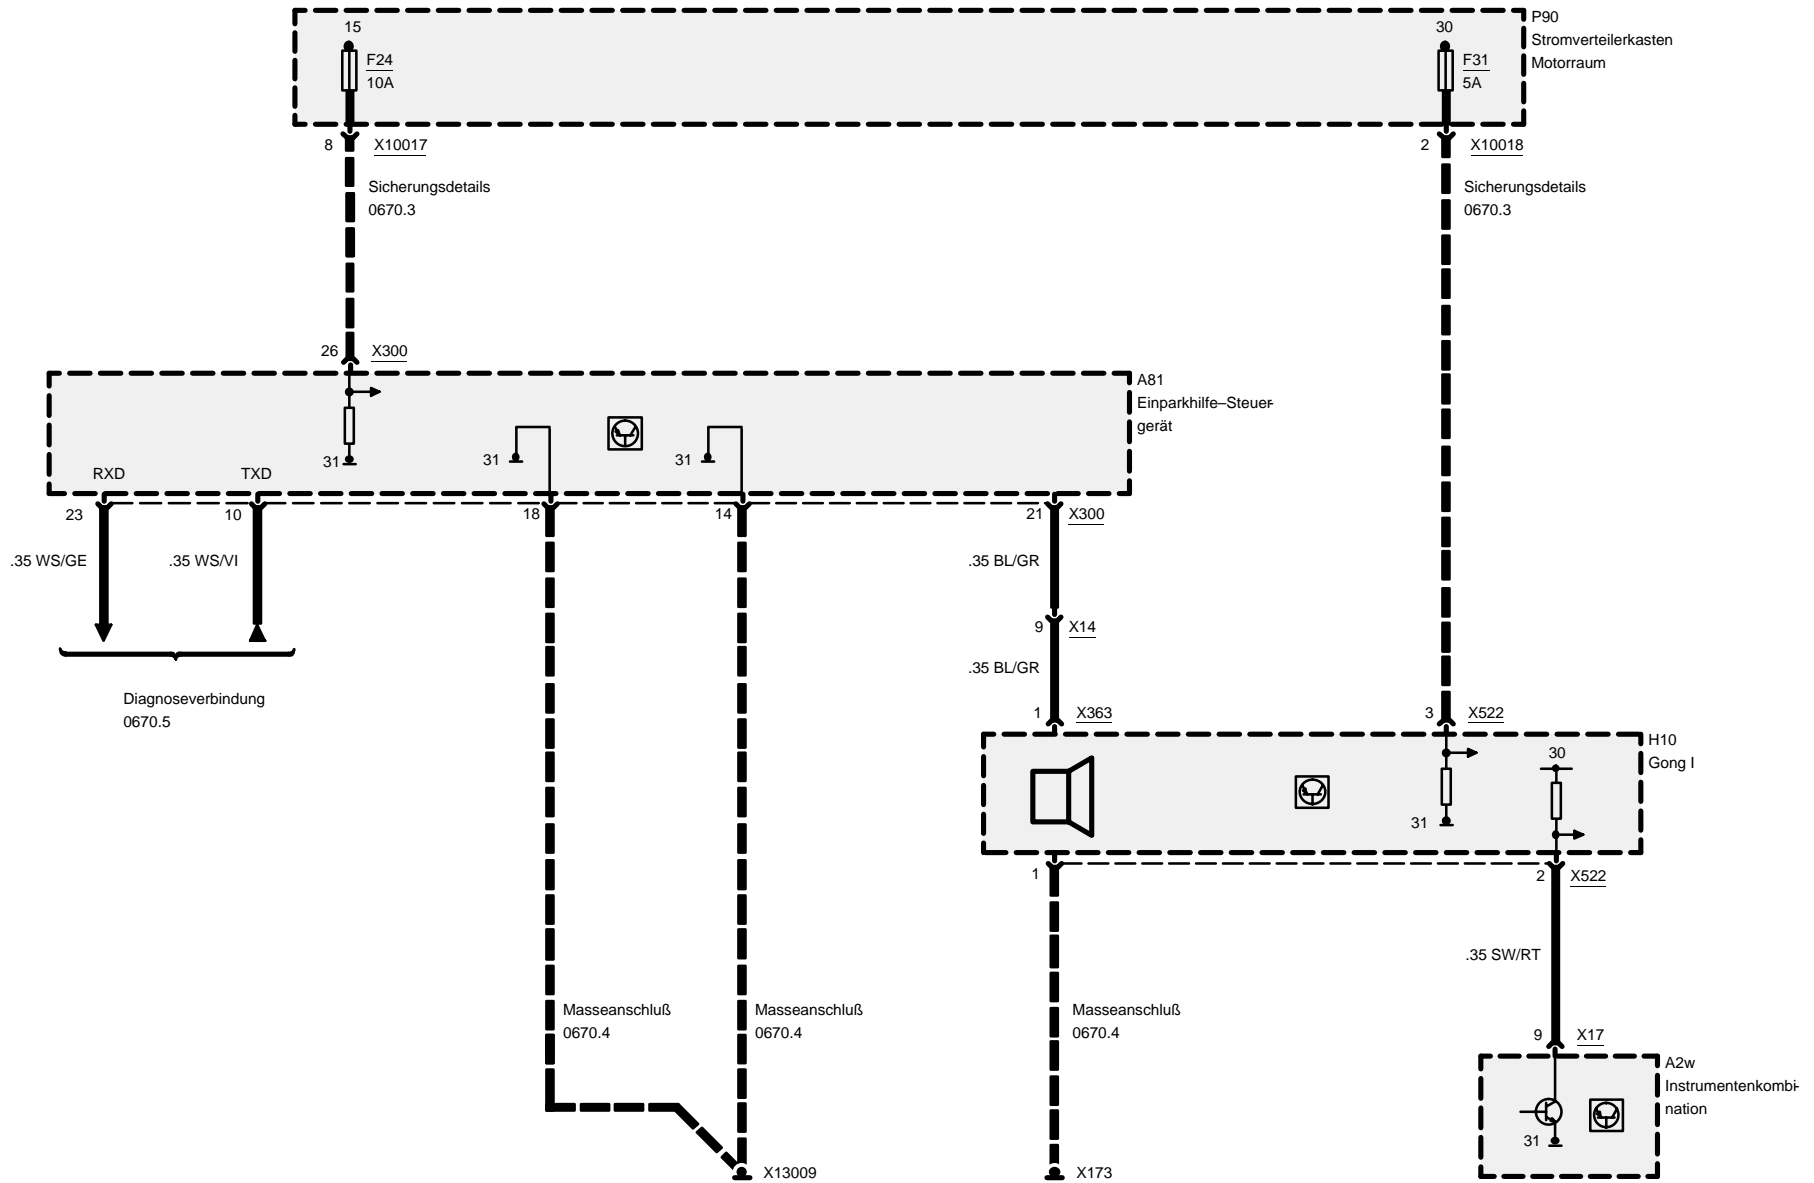 15
30
P90
Stromverteilerkasten
Motorraum
F24
10A
F31
5A
8
X10017
2
X10018
Sicherungsdetails
0670.3
Sicherungsdetails
0670.3
26
X300
A81
Einparkhilfe–Steuer-
gerät
31
31
31
RXD
TXD
23
10
18
14
21
X300
.35 WS/GE
.35 WS/VI
.35 BL/GR
9
X14
.35 BL/GR
Diagnoseverbindung
0670.5
1
X363
3
X522
H10
Gong I
30
31
1
2
X522
.35 SW/RT
Masseanschluß
0670.4
Masseanschluß
0670.4
Masseanschluß
0670.4
9
X17
A2w
Instrumentenkombi-
nation
31
X13009
X173